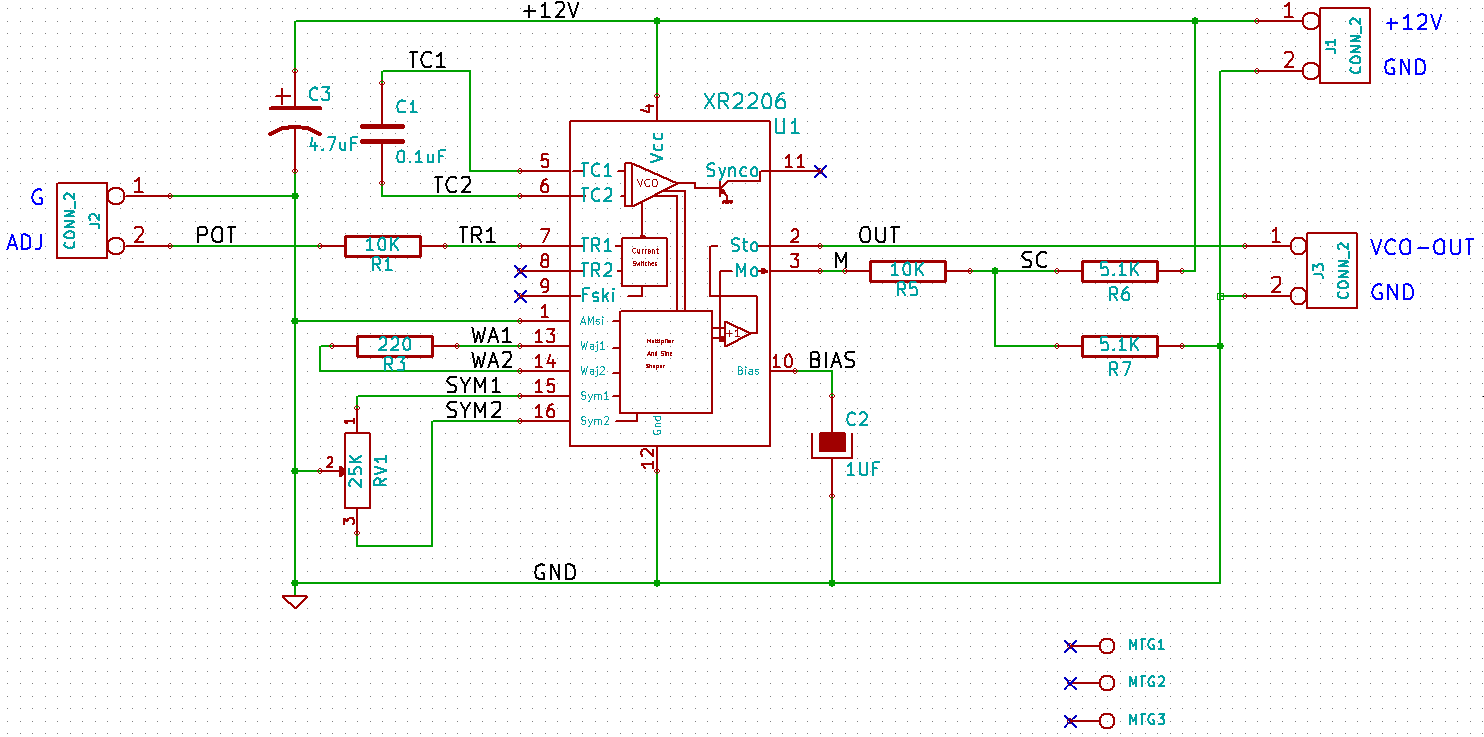 +12V
1
+12V
J1
CONN_2
2
GND
TC1
+
C3
4.7uF
C1
0.1uF
XR2206
U1
4
Vcc
5
TC1
VCO
Synco
11
TC2
6
TC2
G
1
CONN_2
J2
ADJ
2
POT
10K
R1
TR1
7
TR1
Current
Switches
Sto
2
OUT
1
VCO-OUT
8
TR2
Mo
3
M
10K
R5
SC
5.1K
R6
J3
CONN_2
9
Fski
2
GND
1
AMsi
+1
220
R3
WA1
13
Waj1
Multiplier
And Sine
Shaper
5.1K
R7
WA2
14
Waj2
Bias
10
BIAS
SYM1
15
Sym1
SYM2
16
Sym2
Gnd
12
C2
1UF
1
2
25K
RV1
3
GND
MTG1
MTG2
MTG3